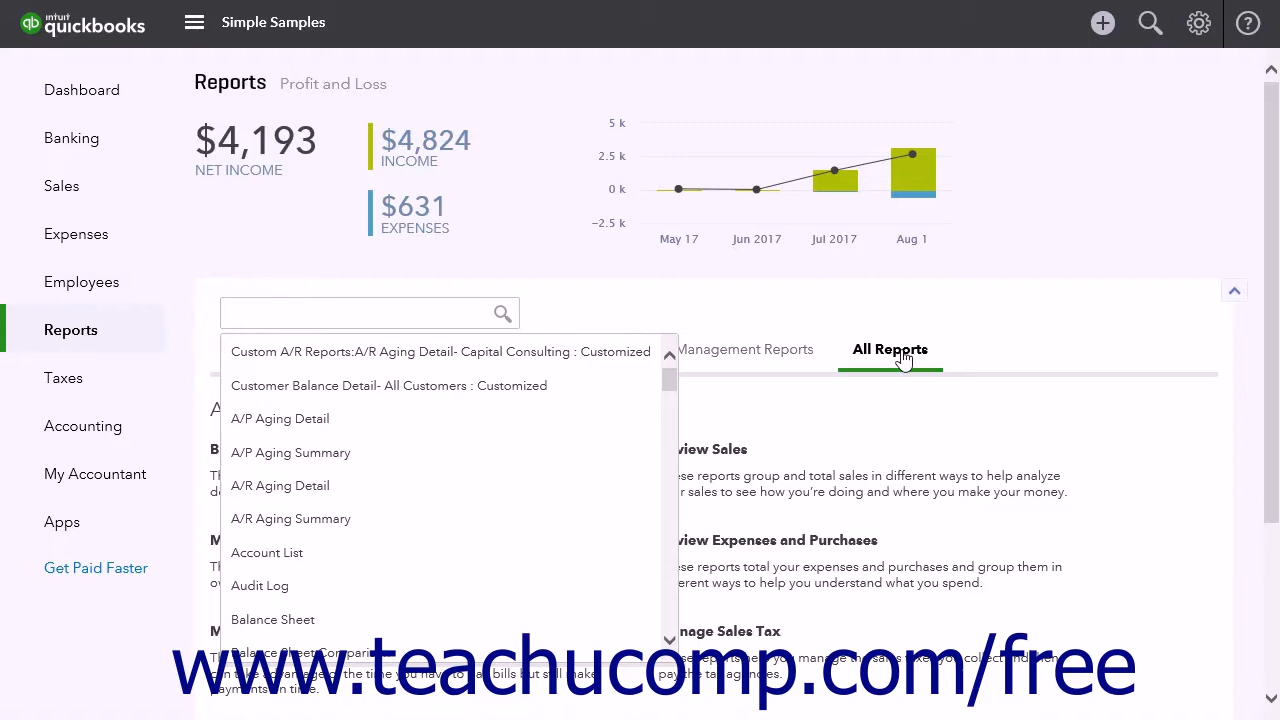 intuit
quickbooks
Simple Samples
Dashboard
Banking
Sales
Expenses
Employees
Reports
Taxes
Accounting
My Accountant
Apps
Get Paid Faster
Reports Profit and Loss
$4,193
NET INCOME
$4,824
INCOME
$631
EXPENSES
5 k
2.5 k
0 k
−2.5 k
May 17 Jun 2017 Jul 2017 Aug 1
Management Reports All Reports
Custom A/R Reports:A/R Aging Detail- Capital Consulting : Customized
Customer Balance Detail- All Customers : Customized
A/P Aging Detail
A/P Aging Summary
A/R Aging Detail
A/R Aging Summary
Account List
Audit Log
Balance Sheet
view Sales
se reports group and total sales in different ways to help analyze
r sales to see how you’re doing and where you make your money.
view Expenses and Purchases
se reports total your expenses and purchases and group them in
erent ways to help you understand what you spend.
nage Sales Tax
www.teachucomp.com/free